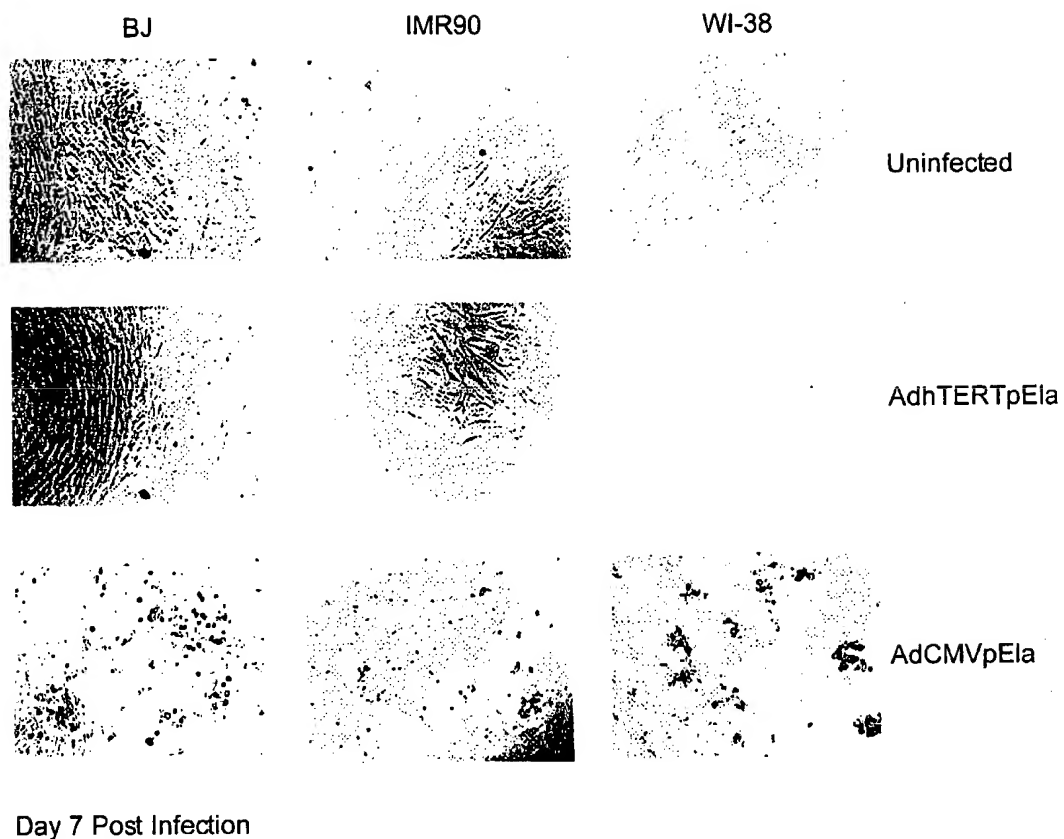 BJ IMR90 WI-38
Uninfected
AdhTERTpEla
AdCMVpEla
Day 7 Post Infection